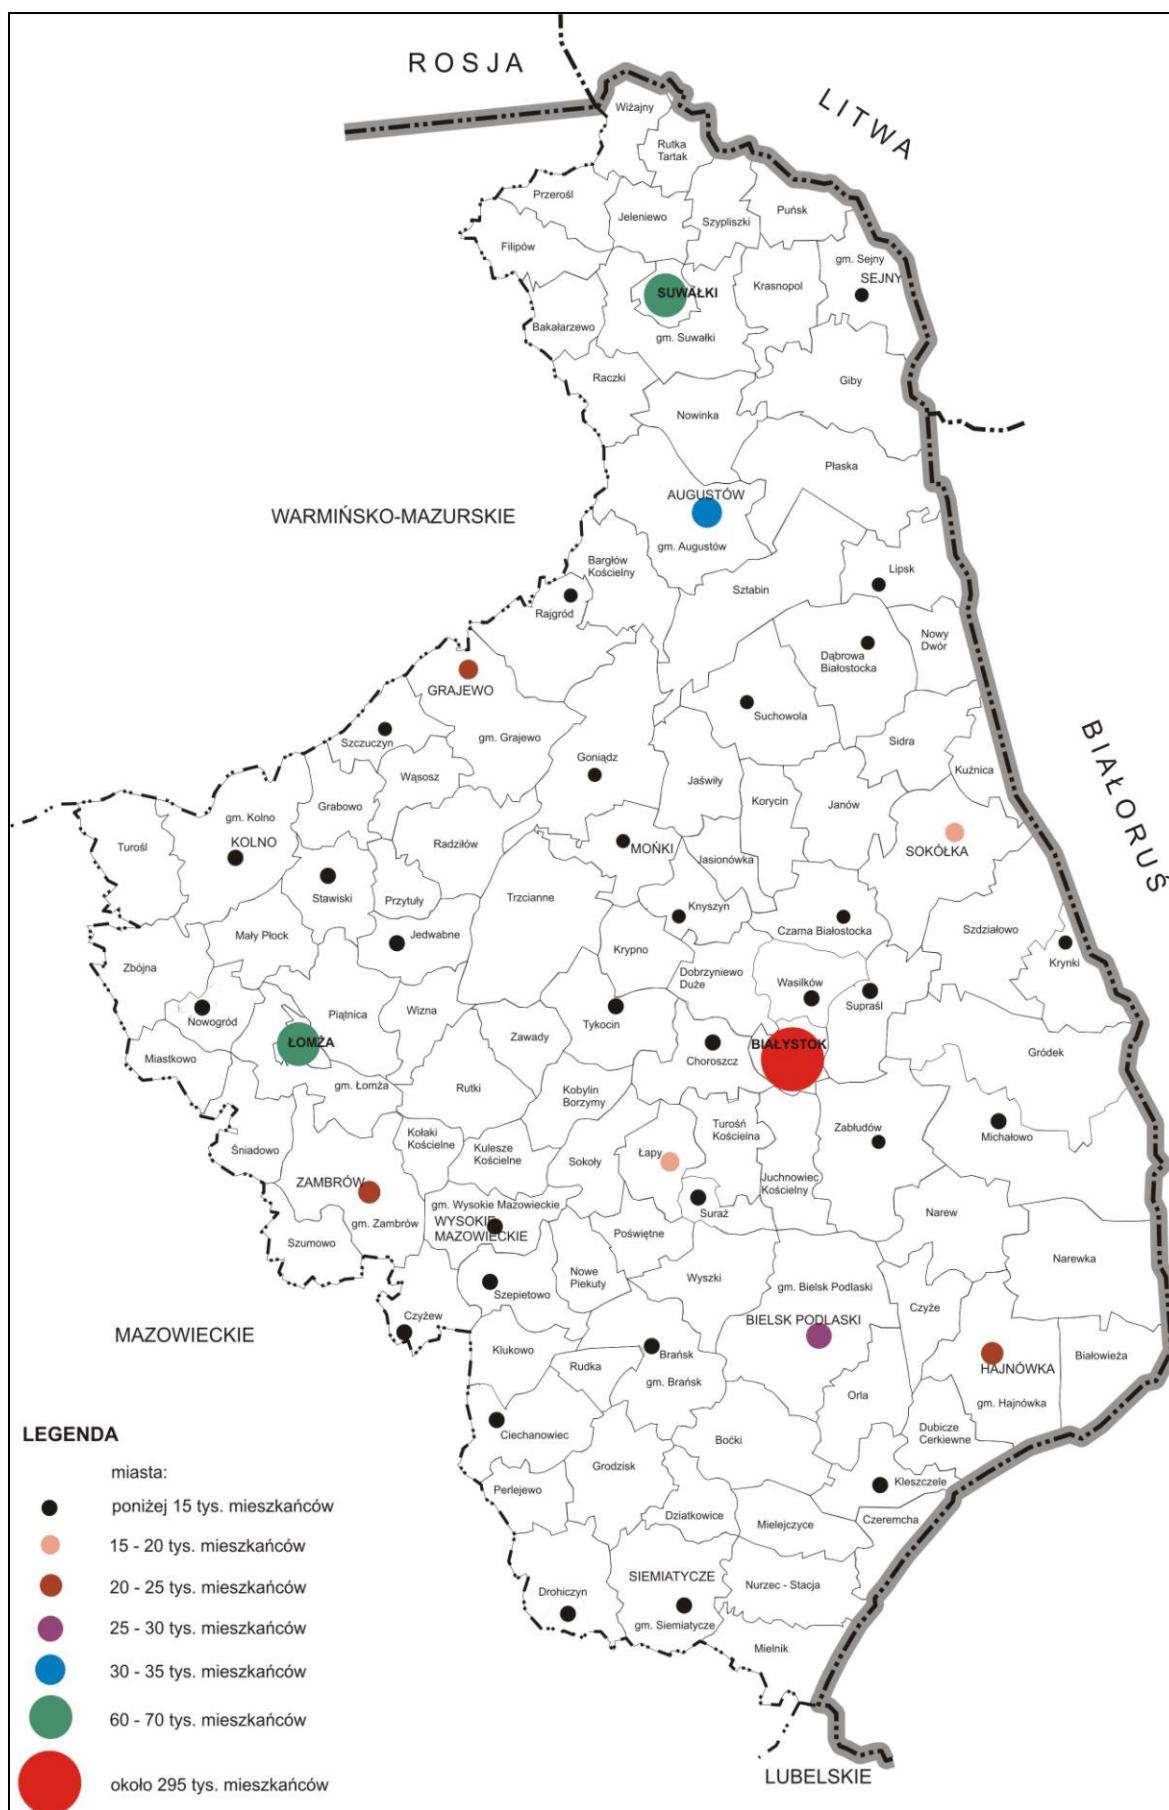 ROSJA
LITWA
Wiżajny
Rutka
Tartak
Przerośl
Jeleniewo
Szypliszki
Puńsk
Filipów
gm. Sejny
SEJNY
Krasnopol
SUWAŁKI
Bakałarzewo
gm. Suwałki
Raczki
Giby
Nowinka
Płaska
AUGUSTÓW
WARMIŃSKO-MAZURSKIE
gm. Augustów
Bargłów
Kościelny
Lipsk
Sztabin
Rajgród
Nowy
Dwór
Dąbrowa
Białostocka
GRAJEWO
Suchowola
Szczuczyn
gm. Grajewo
Sidra
BIAŁORUŚ
Goniądz
Kuźnica
Wąsosz
Jaświły
Korycin
Janów
Grabowo
gm. Kolno
KOLNO
Turośl
Radziłów
MOŃKI
Jasionówka
SOKÓŁKA
Stawiski
Przytuły
Trzcianne
Knyszyn
Czarna Białostocka
Szdziałowo
Mały Płock
Jedwabne
Krypno
Krynki
Zbójna
Dobrzyniewo
Duże
Wasilków
Supraśl
Nowogród
Piątnica
Wizna
Tykocin
Zawady
ŁOMŻA
BIAŁYSTOK
Gródek
Miastkowo
Choroszcz
gm. Łomża
Rutki
Kobylin
Borzymy
Turośń
Kościelna
Zabłudów
Michałowo
Śniadowo
Kołaki
Kościelne
Kulesze
Kościelne
Sokoły
Łapy
Juchnowiec
Kościelny
ZAMBRÓW
gm. Wysokie Mazowieckie
WYSOKIE
MAZOWIECKIE
Suraż
Narew
gm. Zambrów
Szumowo
Poświętne
Narewka
Nowe
Piekuty
Wyszki
gm. Bielsk Podlaski
Szepietowo
Czyże
BIELSK PODLASKI
MAZOWIECKIE
Czyżew
Klukowo
Brańsk
Rudka
gm. Brańsk
HAJNÓWKA
Białowieża
Orla
gm. Hajnówka
Dubicze
Cerkiewne
Ciechanowiec
Boćki
Grodzisk
Kleszczele
Perlejewo
Dziatkowice
Mielejczyce
Czeremcha
SIEMIATYCZE
Nurzec - Stacja
Drohiczyn
gm. Siemiatycze
Mielnik
LUBELSKIE
LEGENDA
miasta:
poniżej 15 tys. mieszkańców
15 - 20 tys. mieszkańców
20 - 25 tys. mieszkańców
25 - 30 tys. mieszkańców
30 - 35 tys. mieszkańców
60 - 70 tys. mieszkańców
około 295 tys. mieszkańców